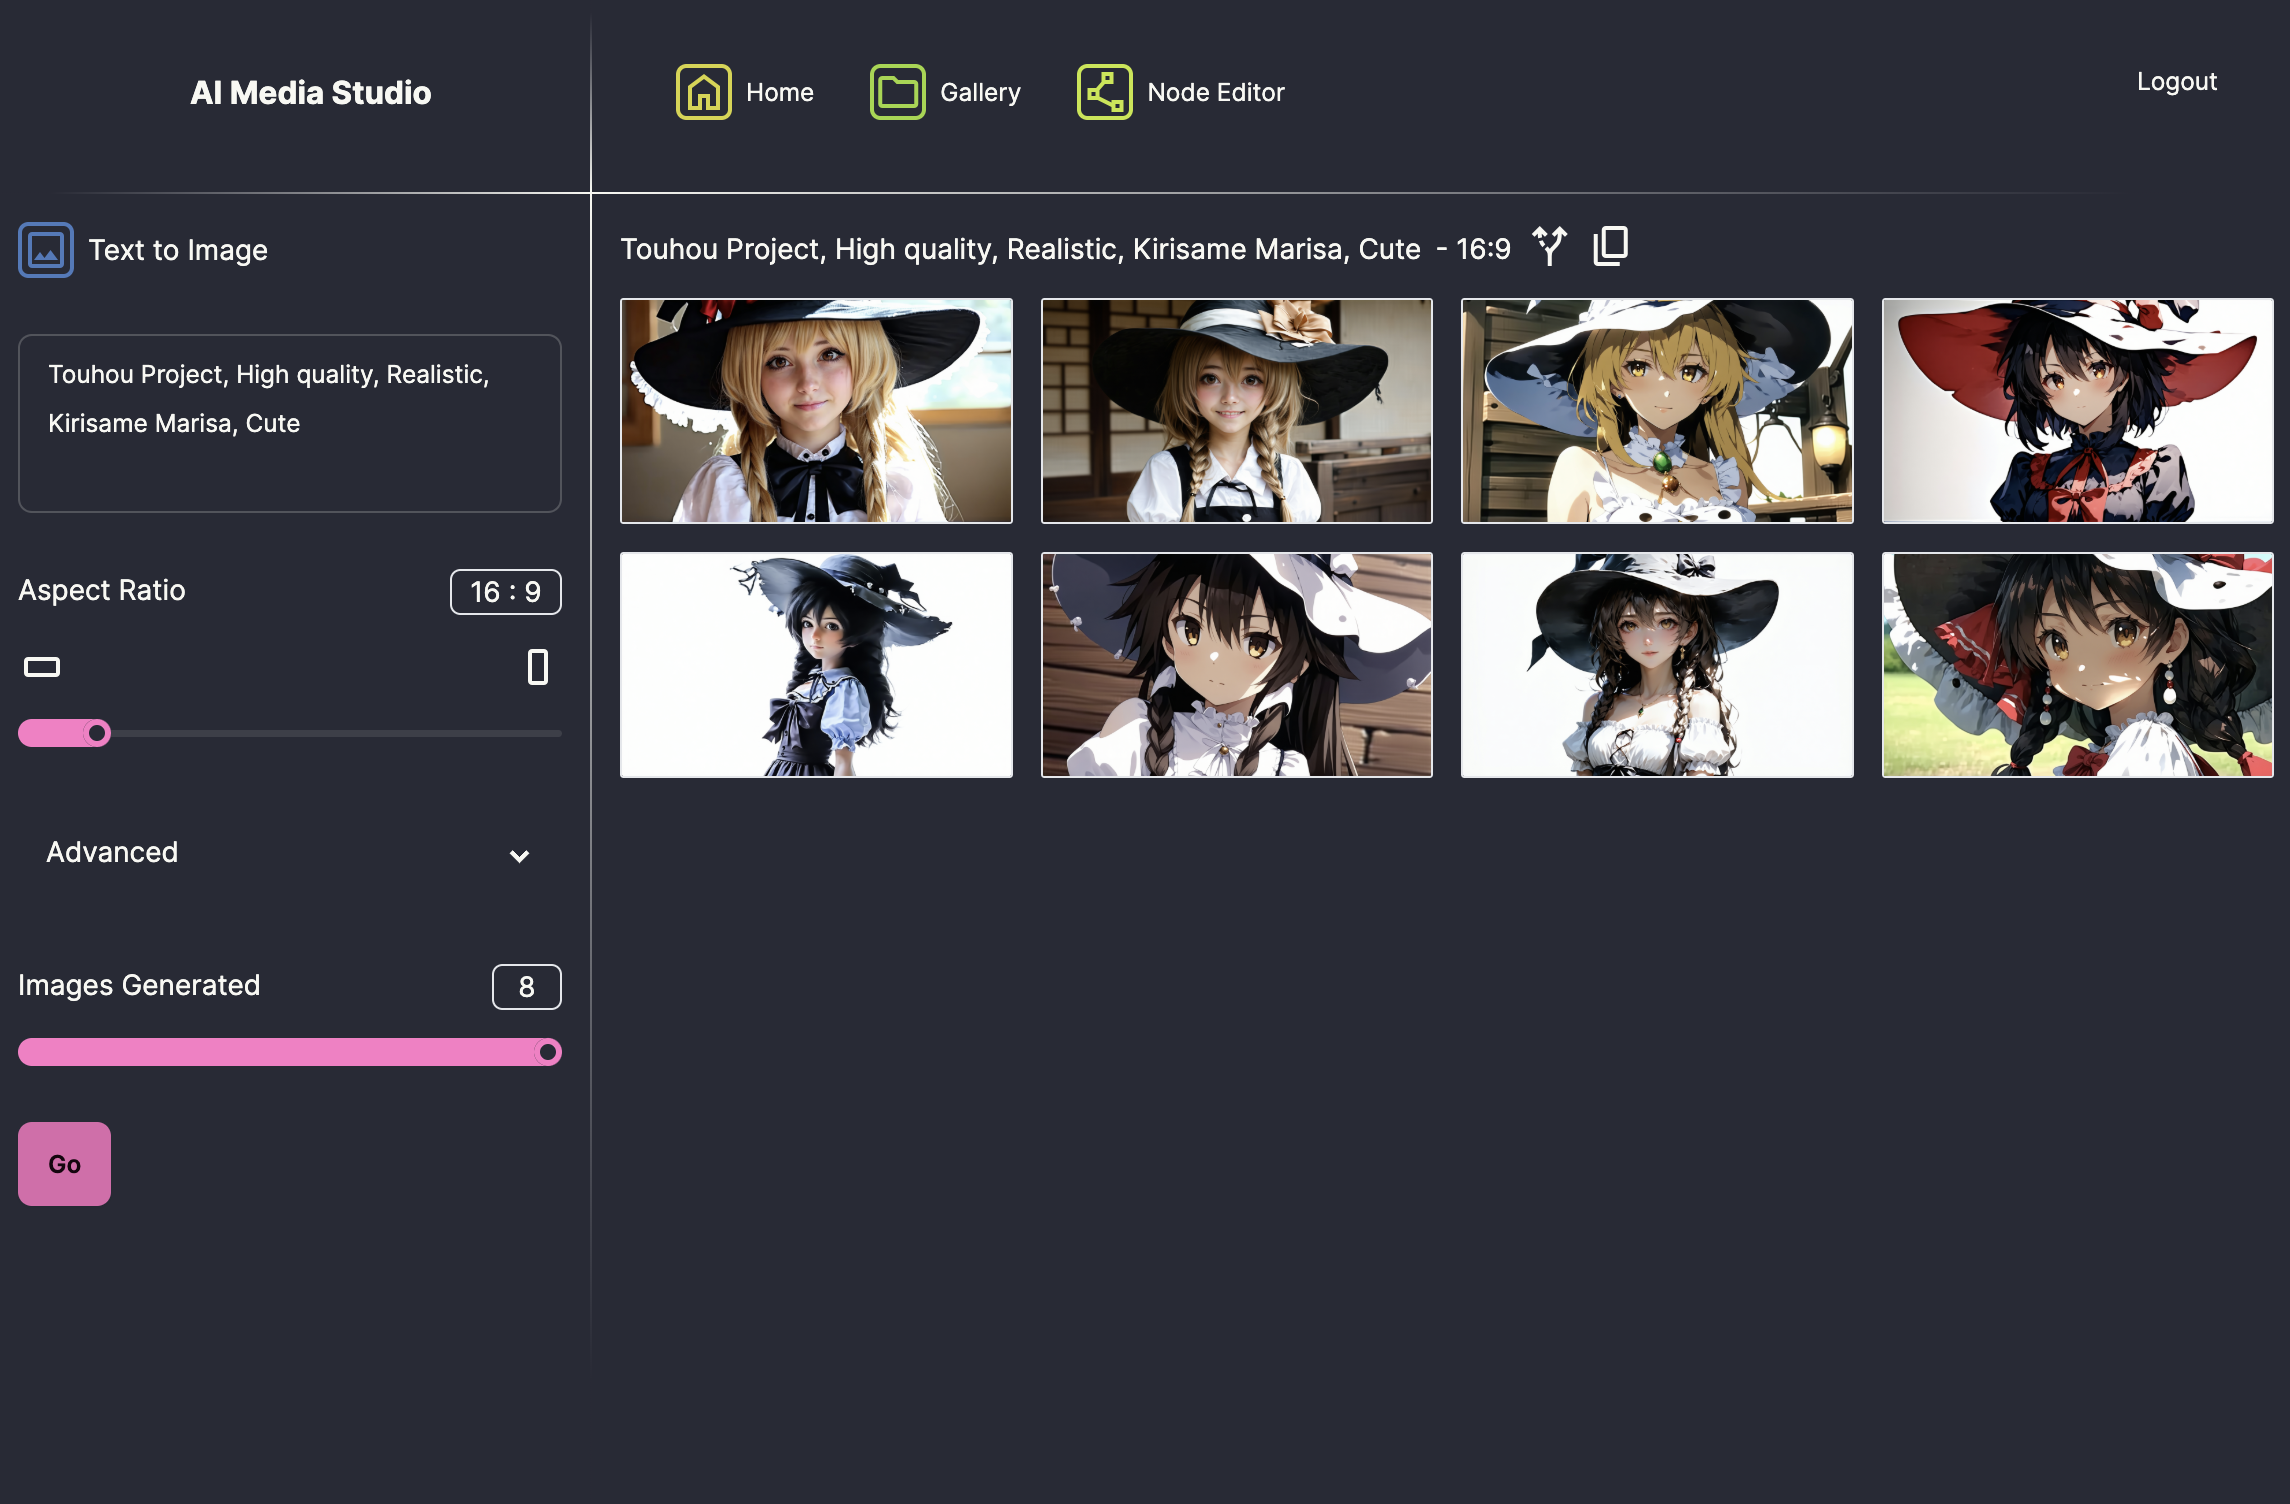 AI Media Studio
Home
Gallery
Node Editor
Logout
Text to Image
Touhou Project, High quality, Realistic,
Kirisame Marisa, Cute
Aspect Ratio
16 : 9
Advanced
Images Generated
8
Go
Touhou Project, High quality, Realistic, Kirisame Marisa, Cute - 16:9